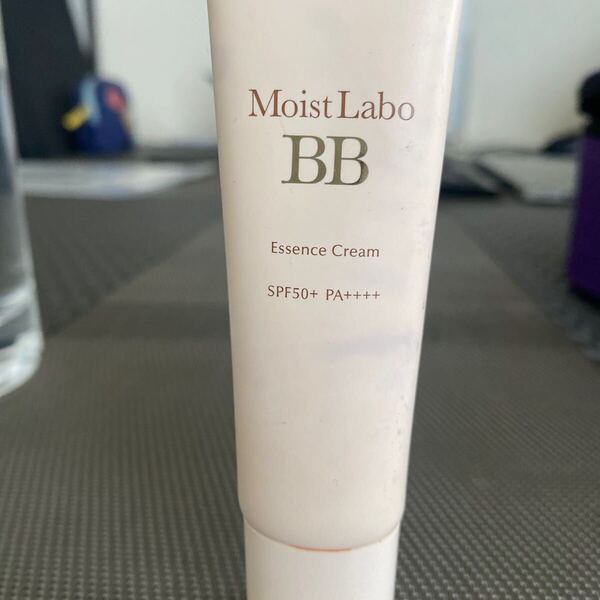 Moist Labo
BB
Essence Cream
SPF50+ PA++++